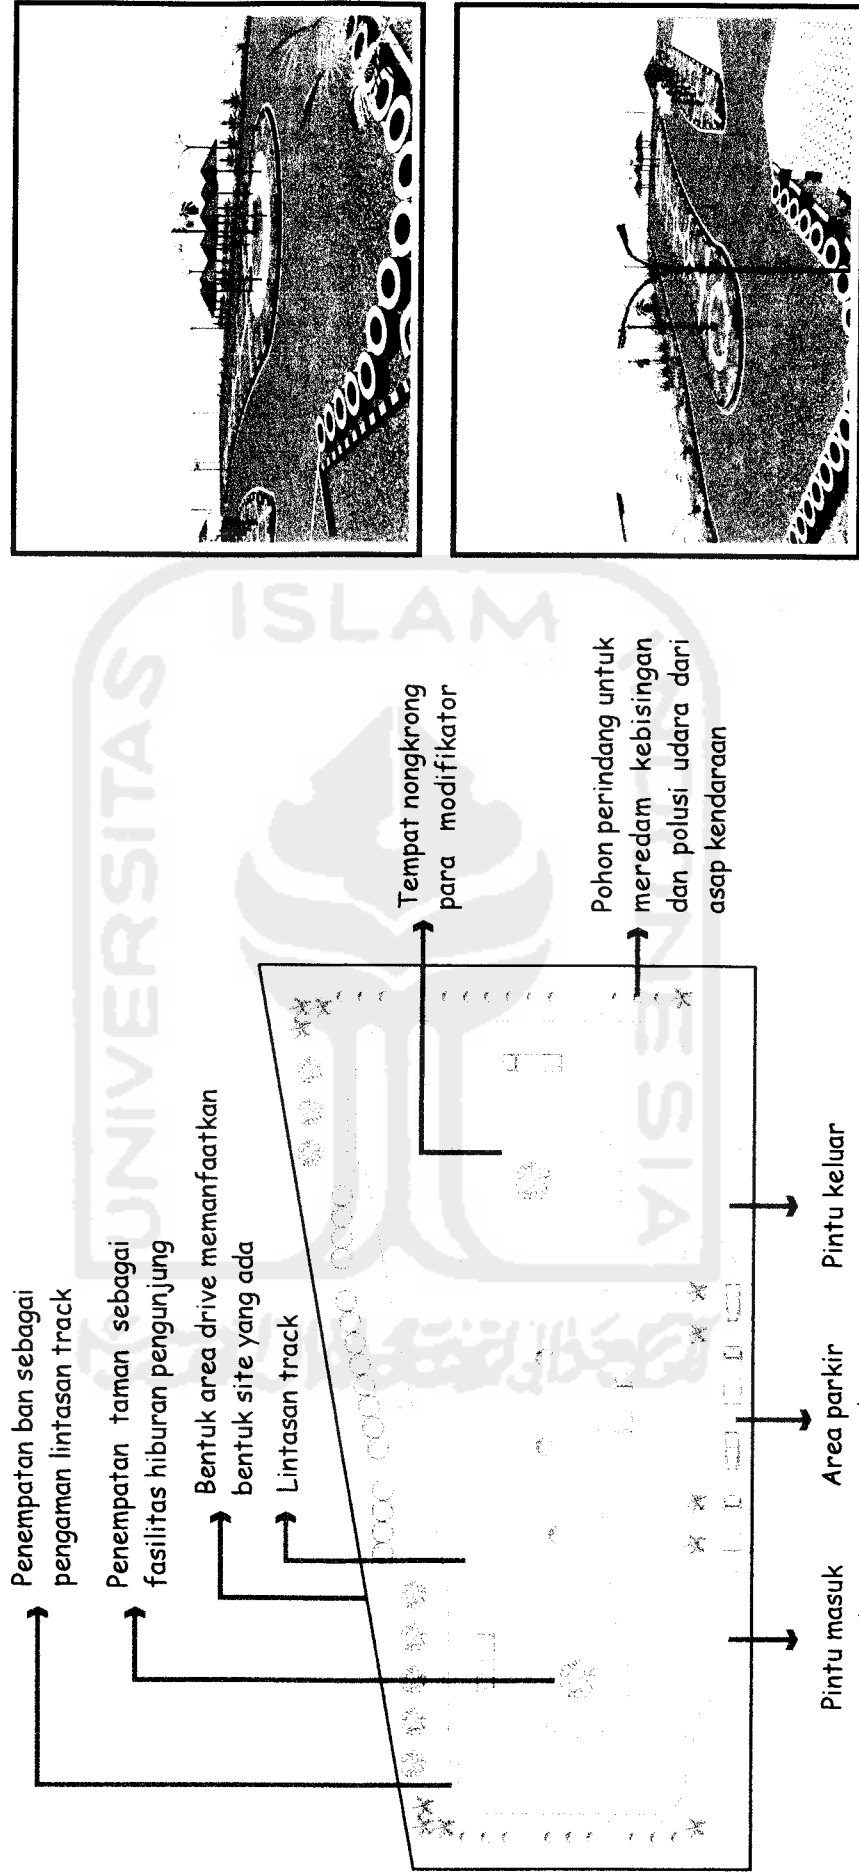 Penempatan ban sebagai
pengaman lintasan track
Penempatan taman sebagai
fasilitas hiburan pengunjung
Bentuk area drive memanfaatkan
bentuk site yang ada
Lintasan track
Tempat nongkrong
para modifikator
Pohon perindang untuk
meredam kebisingan
dan polusi udara dari
asap kendaraan
Pintu masuk
Area parkir
Pintu keluar
UNIVERSITAS
ISLAM
INDONESIA